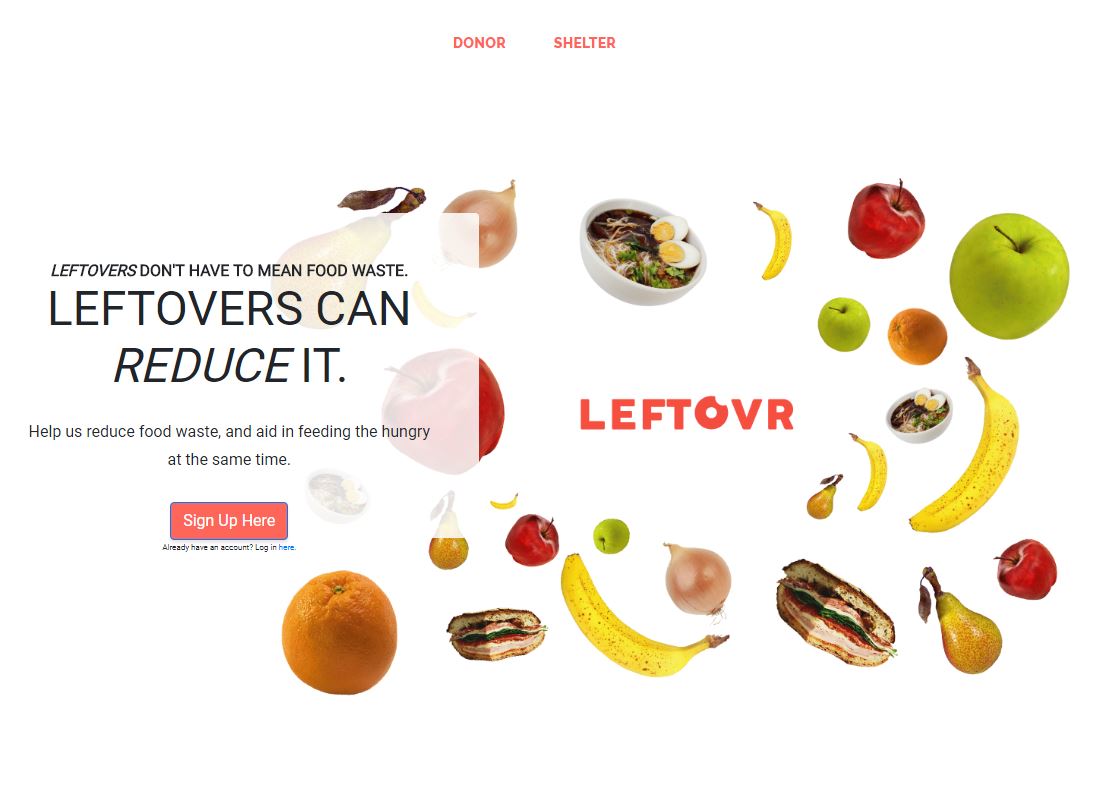 DONOR SHELTER
LEFTOVERS DON'T HAVE TO MEAN FOOD WASTE.
LEFTOVERS CAN
REDUCE IT.
Help us reduce food waste, and aid in feeding the hungry
at the same time.
Sign Up Here
Already have an account? Log in here.
LEFTOVR